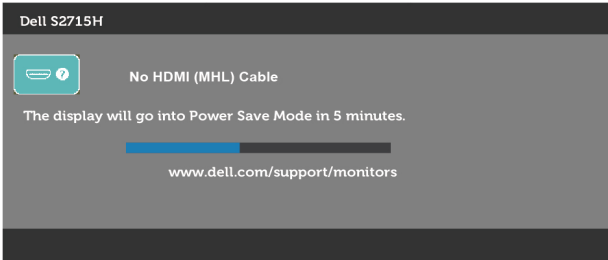 Dell S2715H
No HDMI (MHL) Cable
The display will go into Power Save Mode in 5 minutes.
www.dell.com/support/monitors